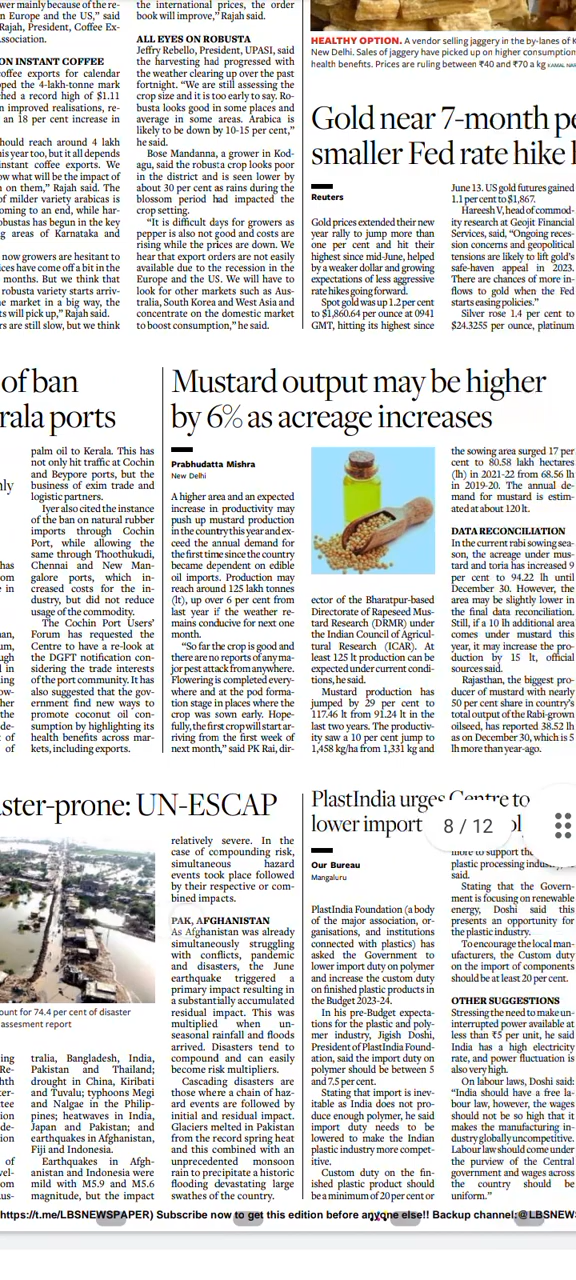 wer mainly because of the re-
n Europe and the US,” said
Rajah, President, Coffee Ex-
ssociation.
ON INSTANT COFFEE
coffee exports for calendar
pped the 4-lakh-tonne mark
ched a record high of $1.11
n improved realisations, re-
an 18 per cent increase in
hould reach around 4 lakh
his year too, but it all depends
instant coffee exports. We
ow what will be the impact of
n on them,” Rajah said. The
of milder variety arabicas is
oming to an end, while har-
obustas has begun in the key
ng areas of Karnataka and
now growers are hesitant to
ices have come off a bit in the
months. But we think that
robusta variety starts arriv-
he market in a big way, the
ts will pick up,” Rajah said.
rs are still slow, but we think
the international prices, the order
book will improve,” Rajah said.
ALL EYES ON ROBUSTA
Jeffry Rebello, President, UPASI, said
the harvesting had progressed with
the weather clearing up over the past
fortnight. “We are still assessing the
crop size and it is too early to say. Ro-
busta looks good in some places and
average in some areas. Arabica is
likely to be down by 10-15 per cent,”
he said.
Bose Mandanna, a grower in Kod-
agu, said the robusta crop looks poor
in the district and is seen lower by
about 30 per cent as rains during the
blossom period had impacted the
crop setting.
“It is difficult days for growers as
pepper is also not good and costs are
rising while the prices are down. We
hear that export orders are not easily
available due to the recession in the
Europe and the US. We will have to
look for other markets such as Aus-
tralia, South Korea and West Asia and
concentrate on the domestic market
to boost consumption,” he said.
HEALTHY OPTION. A vendor selling jaggery in the by-lanes of K
New Delhi. Sales of jaggery have picked up on higher consumption
health benefits. Prices are ruling between ₹40 and ₹70 a kg KAMAL NAR
Gold near 7-month pe
smaller Fed rate hike h
Reuters
Gold prices extended their new
year rally to jump more than
one per cent and hit their
highest since mid-June, helped
by a weaker dollar and growing
expectations of less aggressive
rate hikes going forward.
Spot gold was up 1.2 per cent
to $1,860.64 per ounce at 0941
GMT, hitting its highest since
June 13. US gold futures gained
1.1 per cent to $1,867.
Hareesh V, head of commod-
ity research at Geojit Financial
Services, said, “Ongoing reces-
sion concerns and geopolitical
tensions are likely to lift gold’s
safe-haven appeal in 2023.
There are chances of more in-
flows to gold when the Fed
starts easing policies.”
Silver rose 1.4 per cent to
$24.3255 per ounce, platinum
of ban
rala ports
nly
has
om
e in
palm oil to Kerala. This has
not only hit traffic at Cochin
and Beypore ports, but the
business of exim trade and
logistic partners.
Iyer also cited the instance
of the ban on natural rubber
imports through Cochin
Port, while allowing the
same through Thoothukudi,
Chennai and New Man-
galore ports, which in-
creased costs for the in-
dustry, but did not reduce
usage of the commodity.
The Cochin Port Users’
Forum has requested the
Centre to have a re-look at
the DGFT notification con-
sidering the trade interests
of the port community. It has
also suggested that the gov-
ernment find new ways to
promote coconut oil con-
sumption by highlighting its
health benefits across mar-
kets, including exports.
Mustard output may be higher
by 6% as acreage increases
Prabhudatta Mishra
New Delhi
A higher area and an expected
increase in productivity may
push up mustard production
in the country this year and ex-
ceed the annual demand for
the first time since the country
became dependent on edible
oil imports. Production may
reach around 125 lakh tonnes
(lt), up over 6 per cent from
last year if the weather re-
mains conducive for next one
month.
“So far the crop is good and
there are no reports of any ma-
jor pest attack from anywhere.
Flowering is completed every-
where and at the pod forma-
tion stage in places where the
crop was sown early. Hope-
fully, the first crop will start ar-
riving from the first week of
next month,” said PK Rai, dir-
ector of the Bharatpur-based
Directorate of Rapeseed Mus-
tard Research (DRMR) under
the Indian Council of Agricul-
tural Research (ICAR). At
least 125 lt production can be
expected under current condi-
tions, he said.
Mustard production has
jumped by 29 per cent to
117.46 lt from 91.24 lt in the
last two years. The productiv-
ity saw a 10 per cent jump to
1,458 kg/ha from 1,331 kg and
the sowing area surged 17 per
cent to 80.58 lakh hectares
(lh) in 2021-22 from 68.56 lh
in 2019-20. The annual de-
mand for mustard is estim-
ated at about 120 lt.
DATA RECONCILIATION
In the current rabi sowing sea-
son, the acreage under mus-
tard and toria has increased 9
per cent to 94.22 lh until
December 30. However, the
area may be slightly lower in
the final data reconciliation.
Still, if a 10 lh additional area
comes under mustard this
year, it may increase the pro-
duction by 15 lt, official
sources said.
Rajasthan, the biggest pro-
ducer of mustard with nearly
50 per cent share in country’s
total output of the Rabi-grown
oilseed, has reported 38.52 lh
as on December 30, which is 5
lh more than year-ago.
aster-prone: UN-ESCAP
ount for 74.4 per cent of disaster
assesment report
tralia, Bangladesh, India,
Pakistan and Thailand;
drought in China, Kiribati
and Tuvalu; typhoons Megi
and Nalge in the Philip-
pines; heatwaves in India,
Japan and Pakistan; and
earthquakes in Afghanistan,
Fiji and Indonesia.
Earthquakes in Afgh-
anistan and Indonesia were
mild with M5.9 and M5.6
magnitude, but the impact
relatively severe. In the
case of compounding risk,
simultaneous hazard
events took place followed
by their respective or com-
bined impacts.
PAK, AFGHANISTAN
As Afghanistan was already
simultaneously struggling
with conflicts, pandemic
and disasters, the June
earthquake triggered a
primary impact resulting in
a substantially accumulated
residual impact. This was
multiplied when un-
seasonal rainfall and floods
arrived. Disasters tend to
compound and can easily
become risk multipliers.
Cascading disasters are
those where a chain of haz-
ard events are followed by
initial and residual impact.
Glaciers melted in Pakistan
from the record spring heat
and this combined with an
unprecedented monsoon
rain to precipitate a historic
flooding devastating large
swathes of the country.
PlastIndia urges Centre to
lower import
8 / 12
Our Bureau
Mangaluru
PlastIndia Foundation (a body
of the major association, or-
ganisations, and institutions
connected with plastics) has
asked the Government to
lower import duty on polymer
and increase the custom duty
on finished plastic products in
the Budget 2023-24.
In his pre-Budget expecta-
tions for the plastic and poly-
mer industry, Jigish Doshi,
President of PlastIndia Found-
ation, said the import duty on
polymer should be between 5
and 7.5 per cent.
Stating that import is inev-
itable as India does not pro-
duce enough polymer, he said
import duty needs to be
lowered to make the Indian
plastic industry more compet-
itive.
Custom duty on the fin-
ished plastic product should
be a minimum of 20 per cent or
more to support the
plastic processing industry, he
said.
Stating that the Govern-
ment is focusing on renewable
energy, Doshi said this
presents an opportunity for
the plastic industry.
To encourage the local man-
ufacturers, the Custom duty
on the import of components
should be at least 20 per cent.
OTHER SUGGESTIONS
Stressing the need to make un-
interrupted power available at
less than ₹5 per unit, he said
India has a high electricity
rate, and power fluctuation is
also very high.
On labour laws, Doshi said:
“India should have a free la-
bour law, however, the wages
should not be so high that it
makes the manufacturing in-
dustry globally uncompetitive.
Labour law should come under
the purview of the Central
government and wages across
the country should be
uniform.”
https://t.me/LBSNEWSPAPER) Subscribe now to get this edition before anyone else!! Backup channel:@LBSNEWS